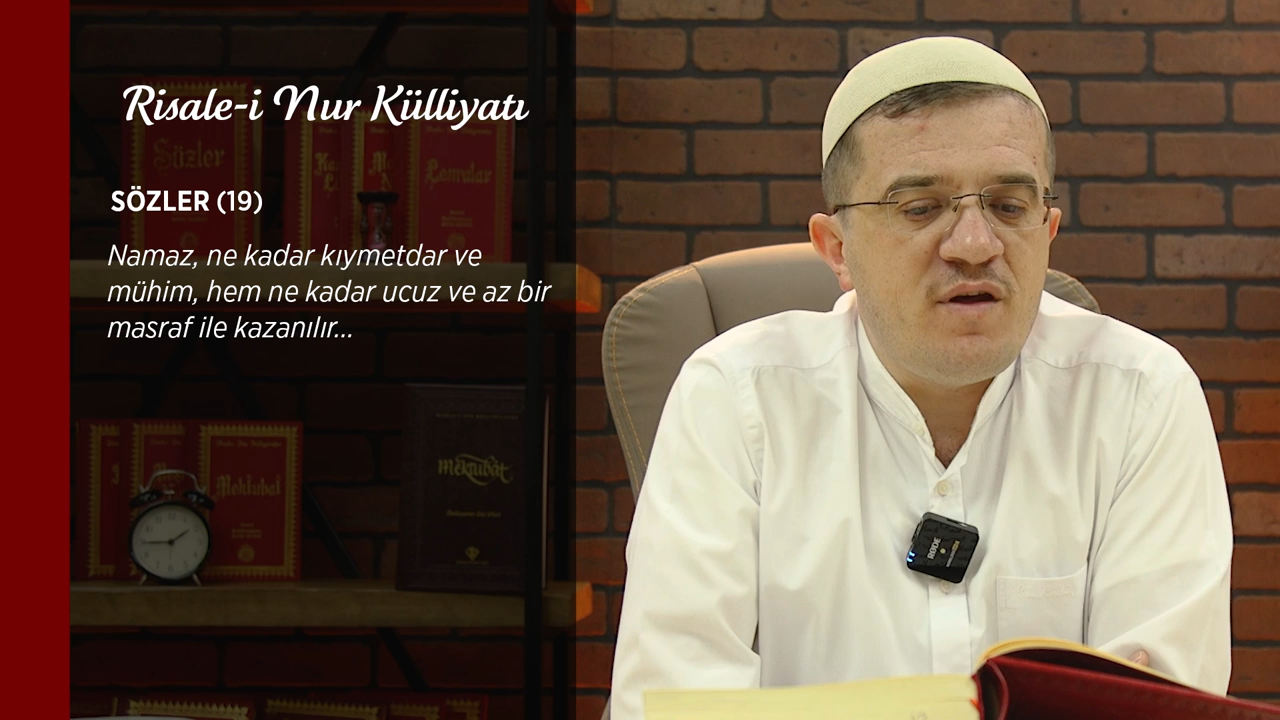 Risale-i Nur Külliyatı
SÖZLER (19)
Namaz, ne kadar kıymetdar ve
mühim, hem ne kadar ucuz ve az bir
masraf ile kazanılır...
Sözler
Lemalar
Mektubat
Mektubât
RØDE